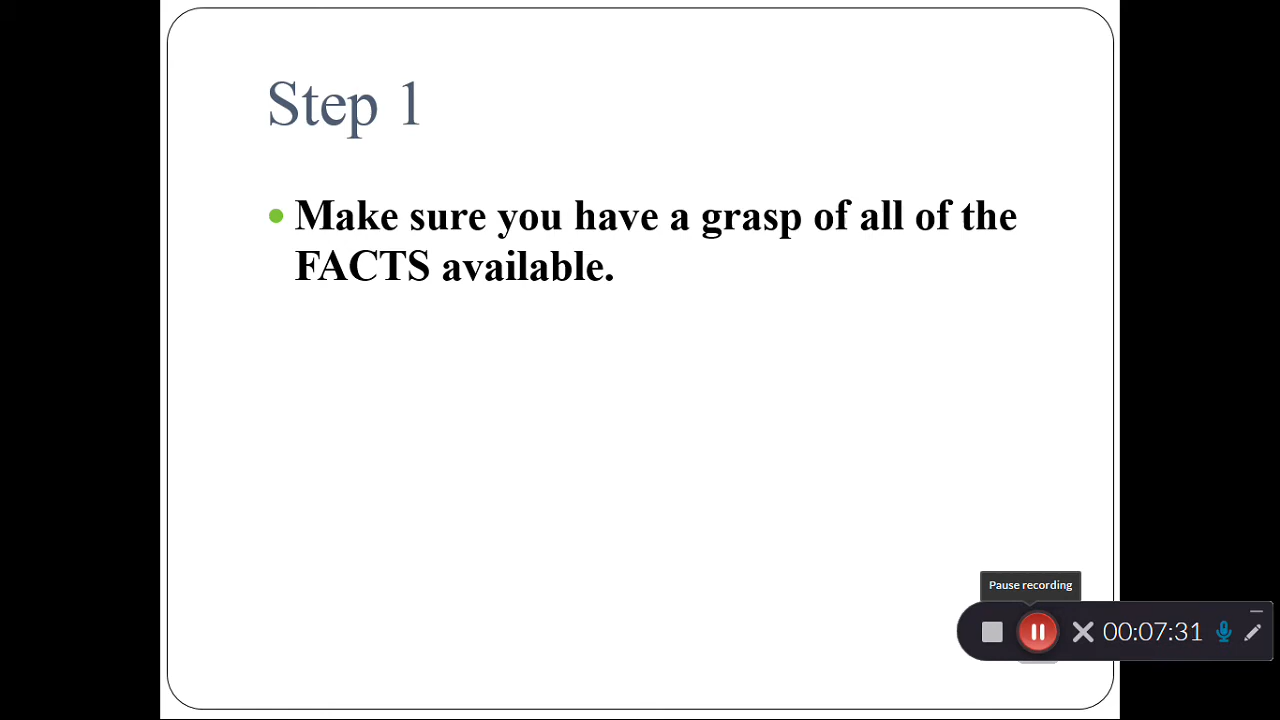 Step 1
• Make sure you have a grasp of all of the
FACTS available.
Pause recording
00:07:31